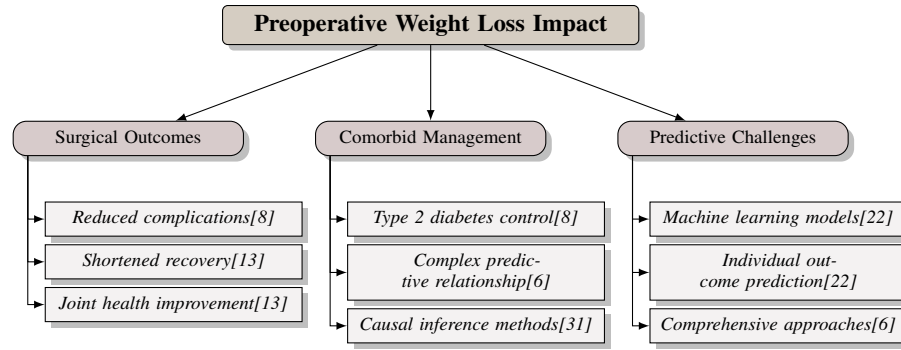 Preoperative Weight Loss Impact
Surgical Outcomes
Reduced complications[8]
Shortened recovery[13]
Joint health improvement[13]
Comorbid Management
Type 2 diabetes control[8]
Complex predic-
tive relationship[6]
Causal inference methods[31]
Predictive Challenges
Machine learning models[22]
Individual out-
come prediction[22]
Comprehensive approaches[6]